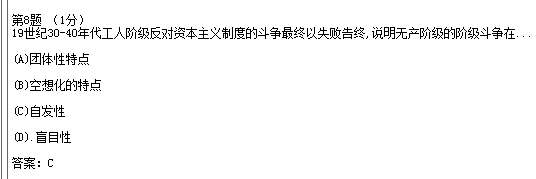 第8题 （1分）
19世纪30-40年代工人阶级反对资本主义制度的斗争最终以失败告终,说明无产阶级的阶级斗争在...
(A)团体性特点
(B)空想化的特点
(C)自发性
(D).盲目性
答案：C